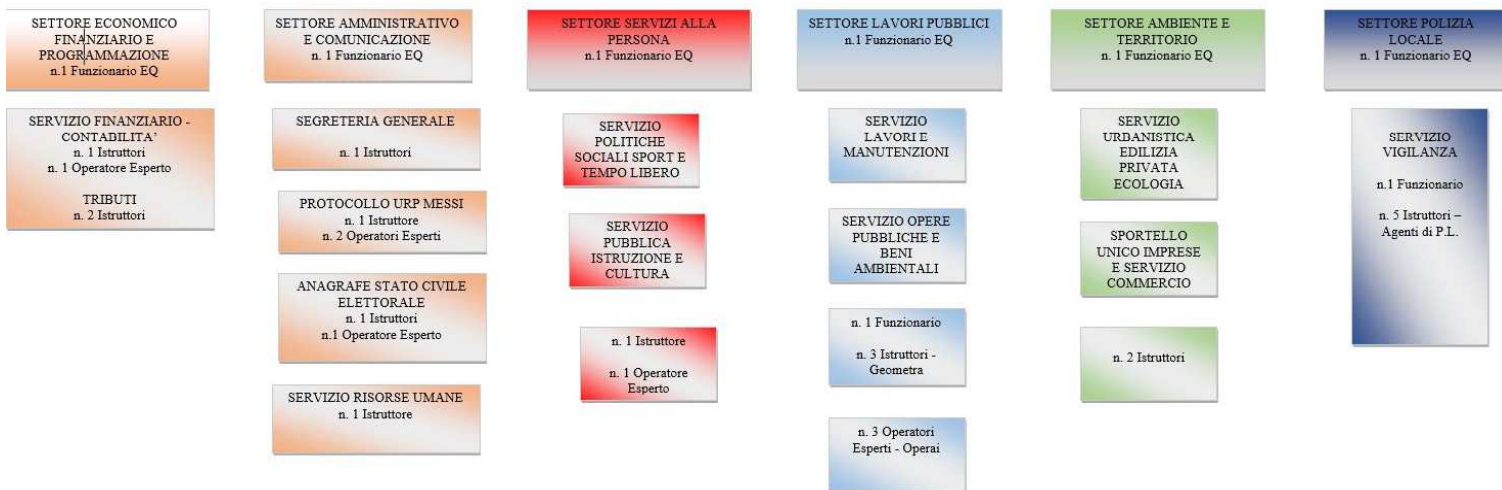 SETTORE ECONOMICO
FINANZIARIO E
PROGRAMMAZIONE
n.1 Funzionario EQ
SERVIZIO FINANZIARIO -
CONTABILITA’
n. 1 Istruttori
n. 1 Operatore Esperto
TRIBUTI
n. 2 Istruttori
SETTORE AMMINISTRATIVO
E COMUNICAZIONE
n. 1 Funzionario EQ
SEGRETERIA GENERALE
n. 1 Istruttori
PROTOCOLLO URP MESSI
n. 1 Istruttore
n. 2 Operatori Esperti
ANAGRAFE STATO CIVILE
ELETTORALE
n. 1 Istruttori
n.1 Operatore Esperto
SERVIZIO RISORSE UMANE
n. 1 Istruttore
SETTORE SERVIZI ALLA
PERSONA
n.1 Funzionario EQ
SERVIZIO
POLITICHE
SOCIALI SPORT E
TEMPO LIBERO
SERVIZIO
PUBBLICA
ISTRUZIONE E
CULTURA
n. 1 Istruttore
n. 1 Operatore
Esperto
SETTORE LAVORI PUBBLICI
n.1 Funzionario EQ
SERVIZIO
LAVORI E
MANUTENZIONI
SERVIZIO OPERE
PUBBLICHE E
BENI
AMBIENTALI
n. 1 Funzionario
n. 3 Istruttori -
Geometra
n. 3 Operatori
Esperti - Operai
SETTORE AMBIENTE E
TERRITORIO
n. 1 Funzionario EQ
SERVIZIO
URBANISTICA
EDILIZIA
PRIVATA
ECOLOGIA
SPORTELLO
UNICO IMPRESE
E SERVIZIO
COMMERCIO
n. 2 Istruttori
SETTORE POLIZIA
LOCALE
n. 1 Funzionario EQ
SERVIZIO
VIGILANZA
n.1 Funzionario
n. 5 Istruttori –
Agenti di P.L.